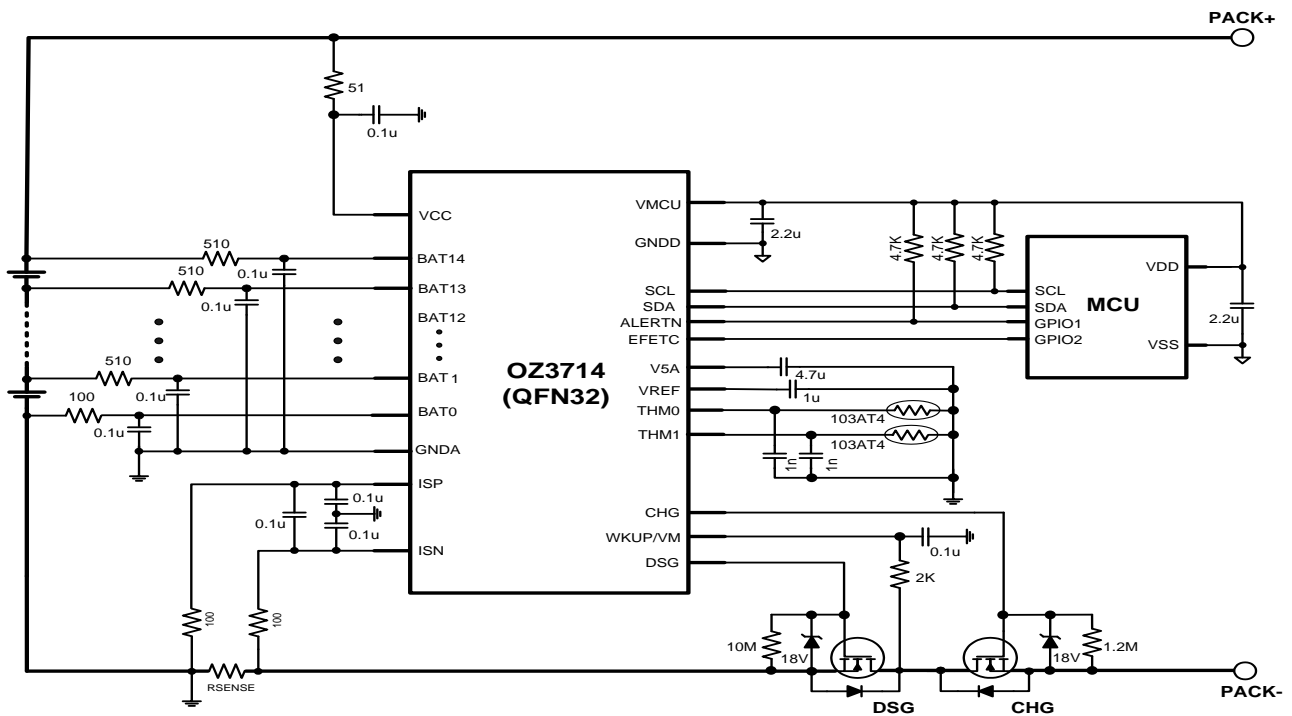 PACK+
51
0.1u
VCC
510
BAT14
0.1u
510
BAT13
0.1u
BAT12
510
BAT1
0.1u
100
BAT0
0.1u
GNDA
ISP
0.1u
0.1u
0.1u
ISN
100
100
RSENSE
OZ3714
(QFN32)
VMCU
2.2u
GNDD
4.7K
4.7K
4.7K
SCL
SDA
ALERTN
EFETC
SCL
SDA
GPIO1
GPIO2
MCU
VDD
VSS
2.2u
V5A
4.7u
VREF
1u
THM0
103AT4
THM1
103AT4
1n
1n
CHG
WKUP/VM
0.1u
DSG
2K
10M
18V
18V
1.2M
DSG
CHG
PACK-